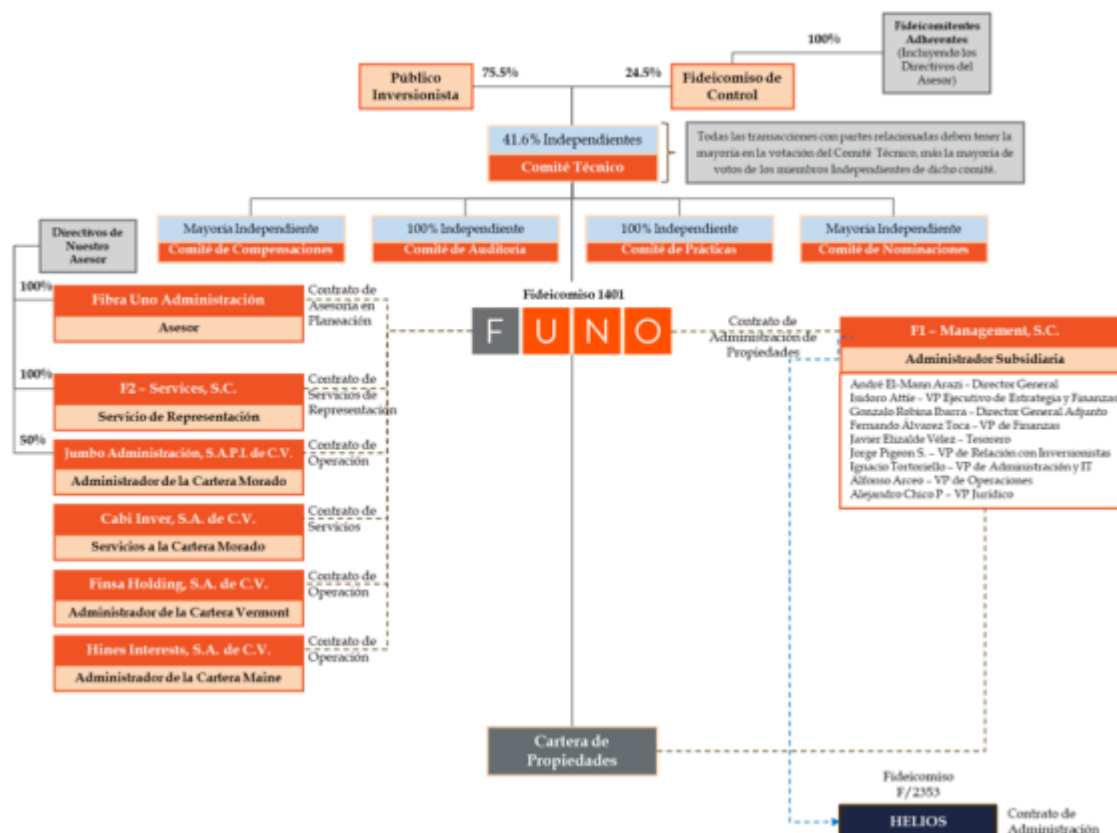 Fideicomitentes
Adherentes
(Incluyendo los
Directivos del
Asesor)
100%
Público
Inversionista
75.5%
24.5%
Fideicomiso de
Control
41.6% Independientes
Comité Técnico
Todas las transacciones con partes relacionadas deben tener la
mayoría en la votación del Comité Técnico, más la mayoría de
votos de los miembros Independientes de dicho comité.
Directivos de
Nuestro
Asesor
Mayoría Independiente
Comité de Compensaciones
100% Independiente
Comité de Auditoria
100% Independiente
Comité de Prácticas
Mayoría Independiente
Comité de Nominaciones
100%
Fibra Uno Administración
Asesor
Contrato de
Asesoría en
Planeación
Fideicomiso 1401
FUNO
Contrato de
Administración de
Propiedades
F1 – Management, S.C.
Administrador Subsidiaria
André El-Mann Arazi – Director General
Isidoro Attie – VP Ejecutivo de Estrategia y Finanzas
Gonzalo Robina Ibarra – Director General Adjunto
Fernando Álvarez Toca – VP de Finanzas
Javier Elizalde Vélez – Tesorero
Jorge Pigeon S. – VP de Relación con Inversionistas
Ignacio Tortoriello – VP de Administración y IT
Alfonso Arceo – VP de Operaciones
Alejandro Chico P – VP Jurídico
100%
F2 – Services, S.C.
Servicio de Representación
Contrato de
Servicios de
Representación
50%
Jumbo Administración, S.A.P.I. de C.V.
Administrador de la Cartera Morado
Contrato de
Operación
Cabi Inver, S.A. de C.V.
Servicios a la Cartera Morado
Contrato de
Servicios
Finsa Holding, S.A. de C.V.
Administrador de la Cartera Vermont
Contrato de
Operación
Hines Interests, S.A. de C.V.
Administrador de la Cartera Maine
Contrato de
Operación
Cartera de
Propiedades
Fideicomiso
F/2353
HELIOS
Contrato de
Administración